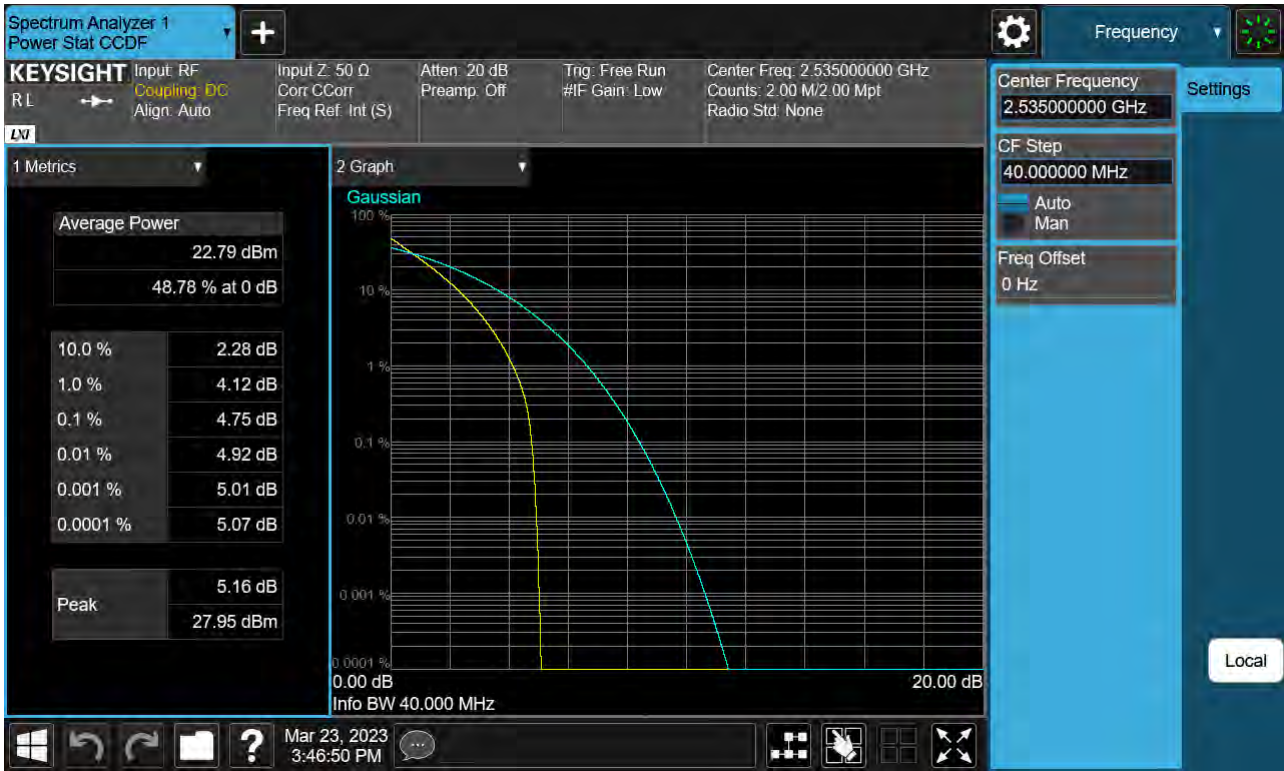 Spectrum Analyzer 1
Power Stat CCDF
Frequency
KEYSIGHT
RL
LXI
Input: RF
Coupling: DC
Align: Auto
Input Z: 50 Ω
Corr CCorr
Freq Ref: Int (S)
Atten: 20 dB
Preamp: Off
Trig: Free Run
#IF Gain: Low
Center Freq: 2.535000000 GHz
Counts: 2.00 M/2.00 Mpt
Radio Std: None
Center Frequency
2.535000000 GHz
Settings
CF Step
40.000000 MHz
Auto
Man
Freq Offset
0 Hz
1 Metrics
Average Power
22.79 dBm
48.78 % at 0 dB
10.0 % 2.28 dB
1.0 % 4.12 dB
0.1 % 4.75 dB
0.01 % 4.92 dB
0.001 % 5.01 dB
0.0001 % 5.07 dB
Peak
5.16 dB
27.95 dBm
2 Graph
Gaussian
100 %
10 %
1 %
0.1 %
0.01 %
0.001 %
0.0001 %
0.00 dB 20.00 dB
Info BW 40.000 MHz
Local
?
Mar 23, 2023
3:46:50 PM